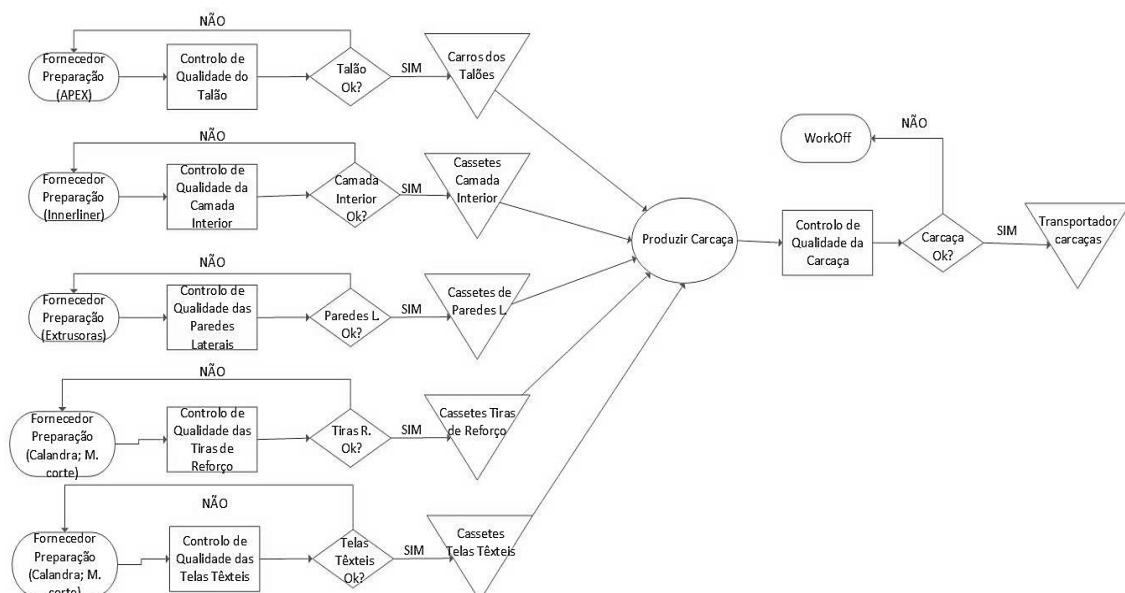 NÃO
Fornecedor
Preparação
(APEX)
Controlo de
Qualidade do
Talão
Talão
Ok?
SIM
Carros dos
Talões
NÃO
Fornecedor
Preparação
(Innerliner)
Controlo de
Qualidade da
Camada
Interior
Camada
Interior
Ok?
SIM
Cassetes
Camada
Interior
NÃO
Fornecedor
Preparação
(Extrusoras)
Controlo de
Qualidade das
Paredes
Laterais
Paredes L.
Ok?
SIM
Cassetes de
Paredes L.
NÃO
Fornecedor
Preparação
(Calandra; M.
corte)
Controlo de
Qualidade das
Tiras de
Reforço
Tiras R.
Ok?
SIM
Cassetes Tiras
de Reforço
NÃO
Fornecedor
Preparação
(Calandra; M.
corte)
Controlo de
Qualidade das
Telas Têxteis
Telas
Têxteis
Ok?
SIM
Cassetes
Telas Têxteis
Produzir Carcaça
Controlo de
Qualidade da
Carcaça
Carcaça
Ok?
NÃO
WorkOff
SIM
Transportador
carcaças